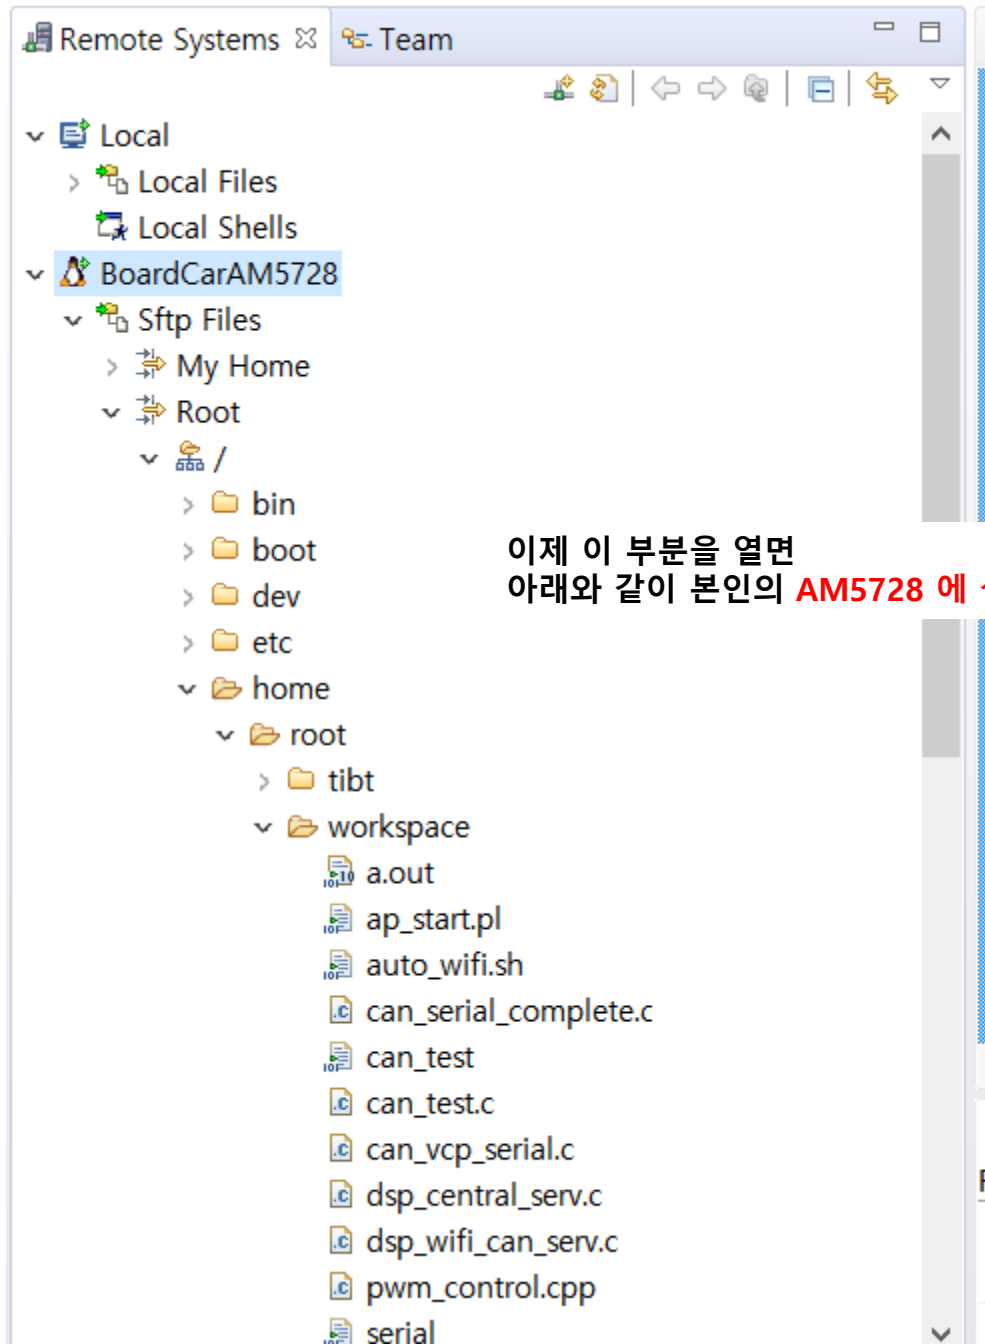 Remote Systems
Team
Local
Local Files
Local Shells
BoardCarAM5728
Sftp Files
My Home
Root
/
bin
boot
이제 이 부분을 열면
아래와 같이 본인의 AM5728 에
dev
etc
home
root
tibt
workspace
a.out
ap_start.pl
auto_wifi.sh
can_serial_complete.c
can_test
can_test.c
can_vcp_serial.c
dsp_central_serv.c
dsp_wifi_can_serv.c
pwm_control.cpp
serial